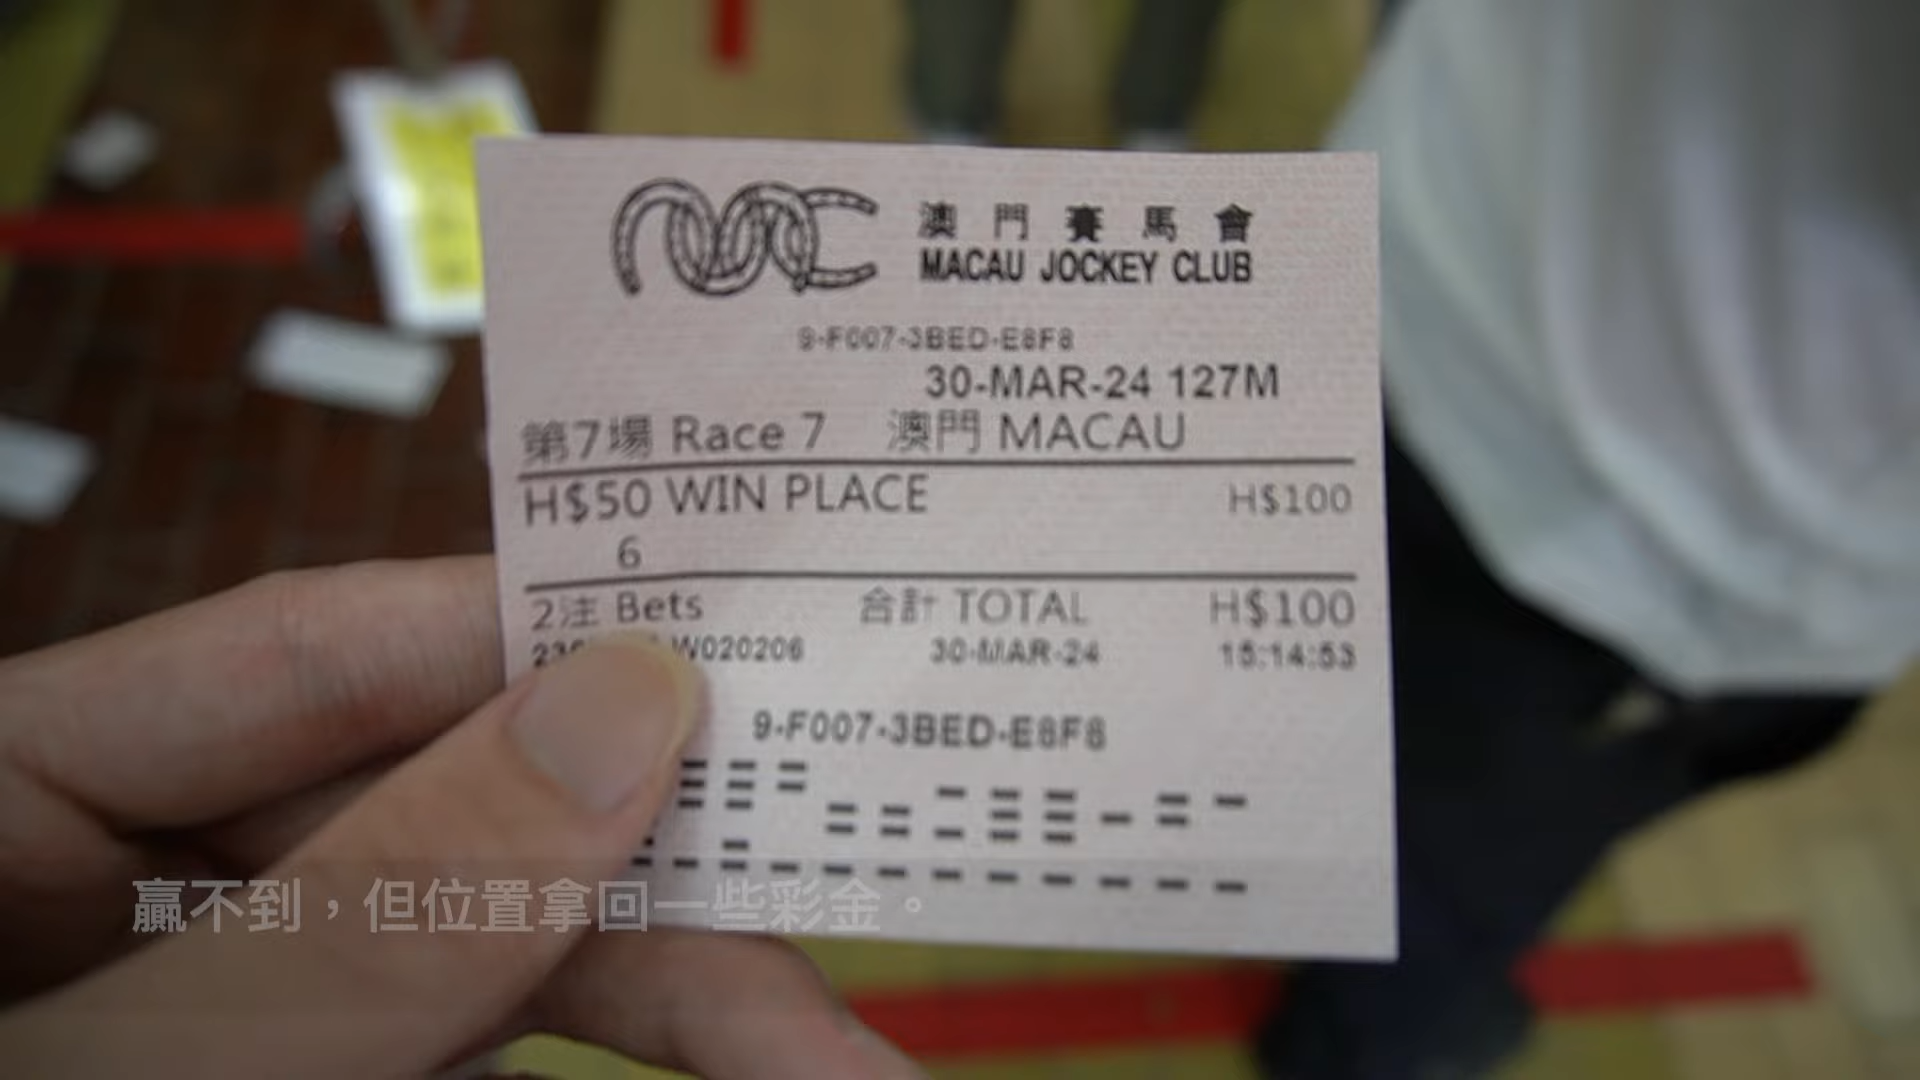 澳門賽馬會
MACAU JOCKEY CLUB
9-F007-3BED-E8F8
30-MAR-24 127M
第7場 Race 7 澳門 MACAU
H$50 WIN PLACE H$100
6
2注 Bets 合計 TOTAL H$100
W020206 30-MAR-24 15:14:53
9-F007-3BED-E8F8
贏不到，但位置拿回一些彩金。